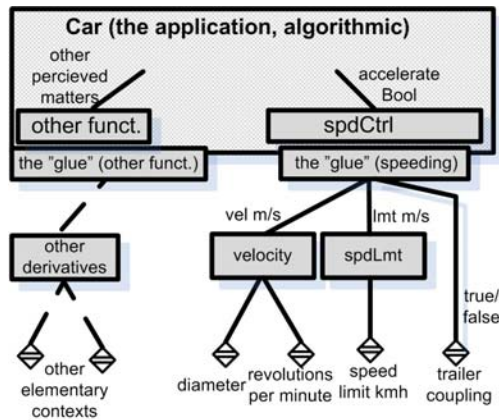 Car (the application, algorithmic)
other
percieved
matters
accelerate
Bool
other funct.
spdCtrl
the "glue" (other funct.)
the "glue" (speeding)
vel m/s
lmt m/s
other
derivatives
velocity
spdLmt
true/
false
other
elementary
contexts
diameter
revolutions
per minute
speed
limit kmh
trailer
coupling